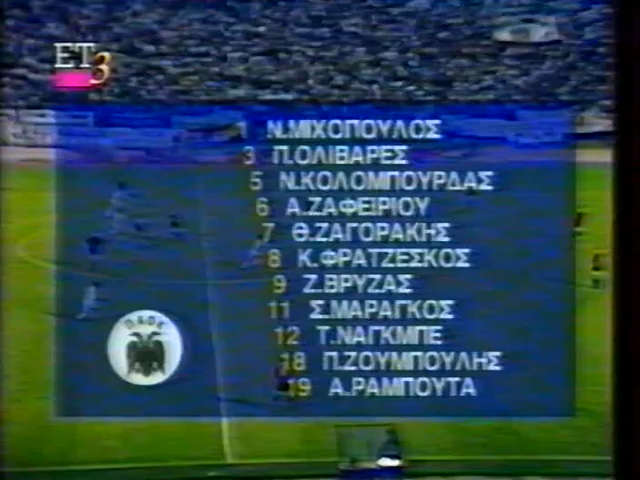 ΕΤ3
1 Ν.ΜΙΧΟΠΟΥΛΟΣ
3 Π.ΟΛΙΒΑΡΕΣ
5 Ν.ΚΟΛΟΜΠΟΥΡΔΑΣ
6 Α.ΖΑΦΕΙΡΙΟΥ
7 Θ.ΖΑΓΟΡΑΚΗΣ
8 Κ.ΦΡΑΤΖΕΣΚΟΣ
9 Ζ.ΒΡΥΖΑΣ
11 Σ.ΜΑΡΑΓΚΟΣ
12 Τ.ΝΑΓΚΜΠΕ
18 Π.ΖΟΥΜΠΟΥΛΗΣ
19 Α.ΡΑΜΠΟΥΤΑ
Π.Α.Ο.Κ.